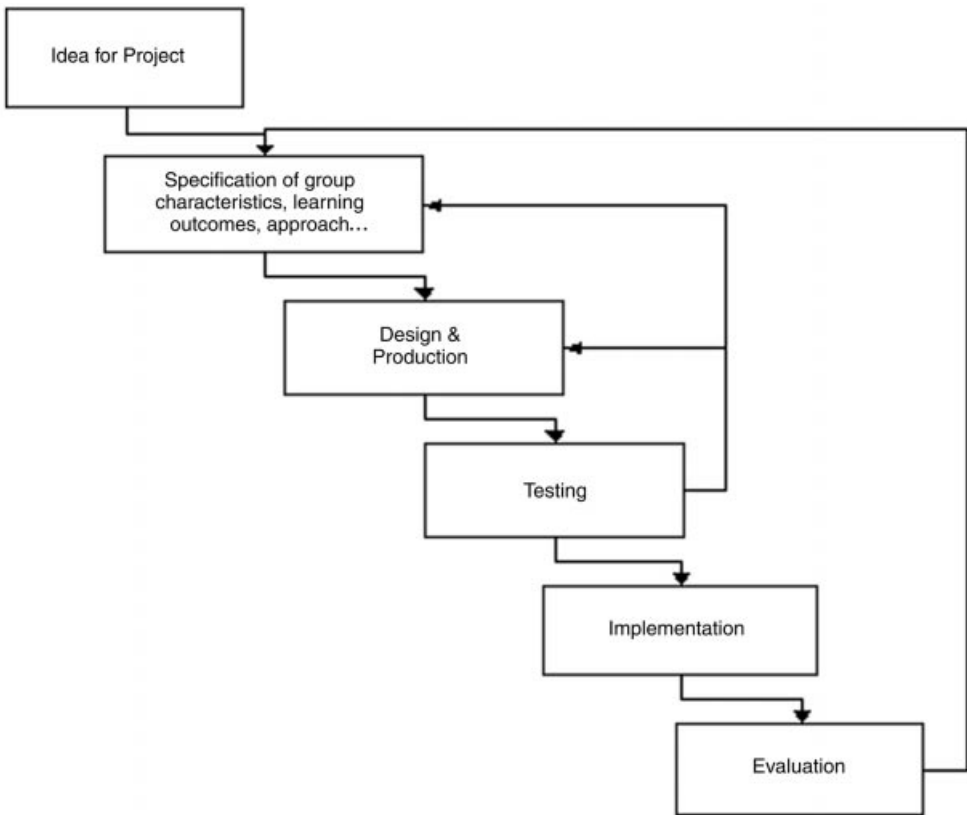 Idea for Project
Specification of group
characteristics, learning
outcomes, approach...
Design &
Production
Testing
Implementation
Evaluation